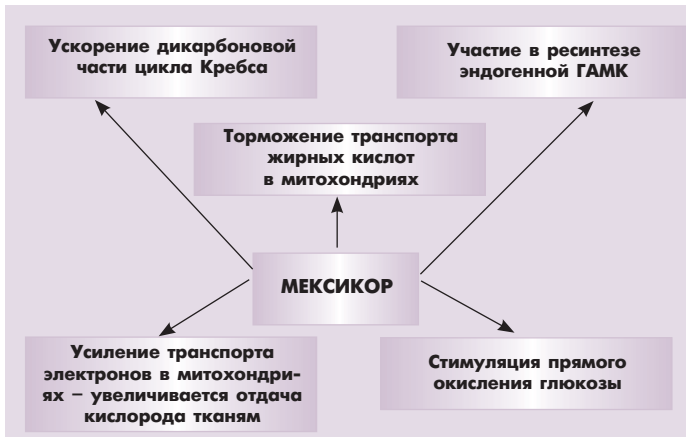 Ускорение дикарбоновой
части цикла Кребса
Участие в ресинтезе
эндогенной ГАМК
Торможение транспорта
жирных кислот
в митохондриях
МЕКСИКОР
Усиление транспорта
электронов в митохондри-
ях – увеличивается отдача
кислорода тканям
Стимуляция прямого
окисления глюкозы